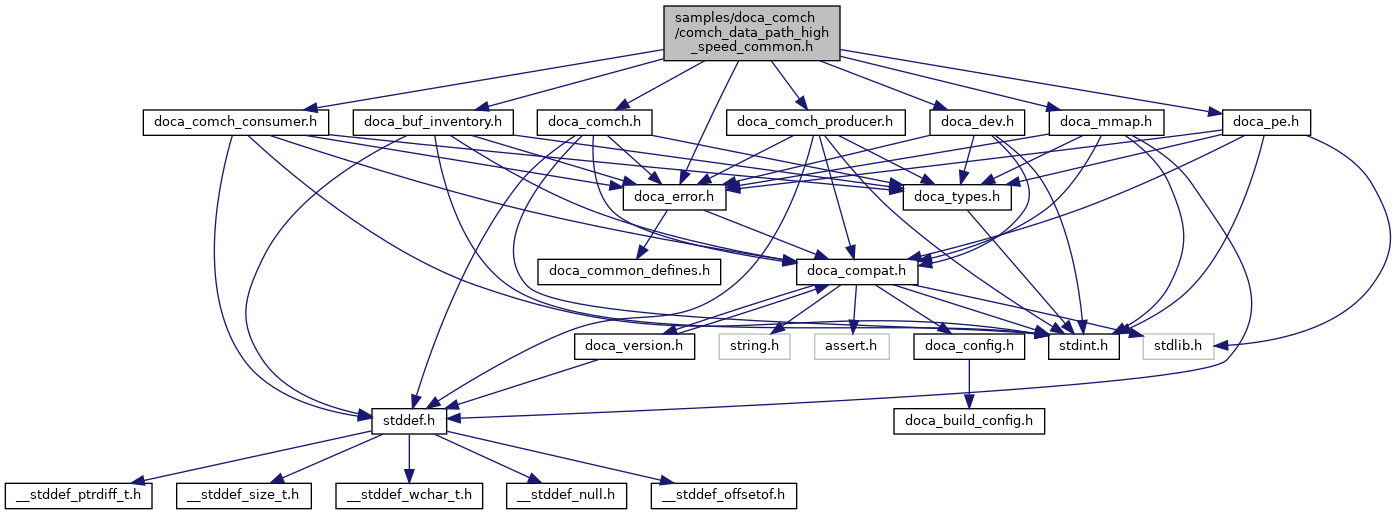 samples/doca_comch
/comch_data_path_high
_speed_common.h
doca_comch_consumer.h
doca_buf_inventory.h
doca_comch.h
doca_comch_producer.h
doca_dev.h
doca_mmap.h
doca_pe.h
doca_error.h
doca_types.h
doca_common_defines.h
doca_compat.h
doca_version.h
string.h
assert.h
doca_config.h
stdint.h
stdlib.h
stddef.h
doca_build_config.h
__stddef_ptrdiff_t.h
__stddef_size_t.h
__stddef_wchar_t.h
__stddef_null.h
__stddef_offsetof.h